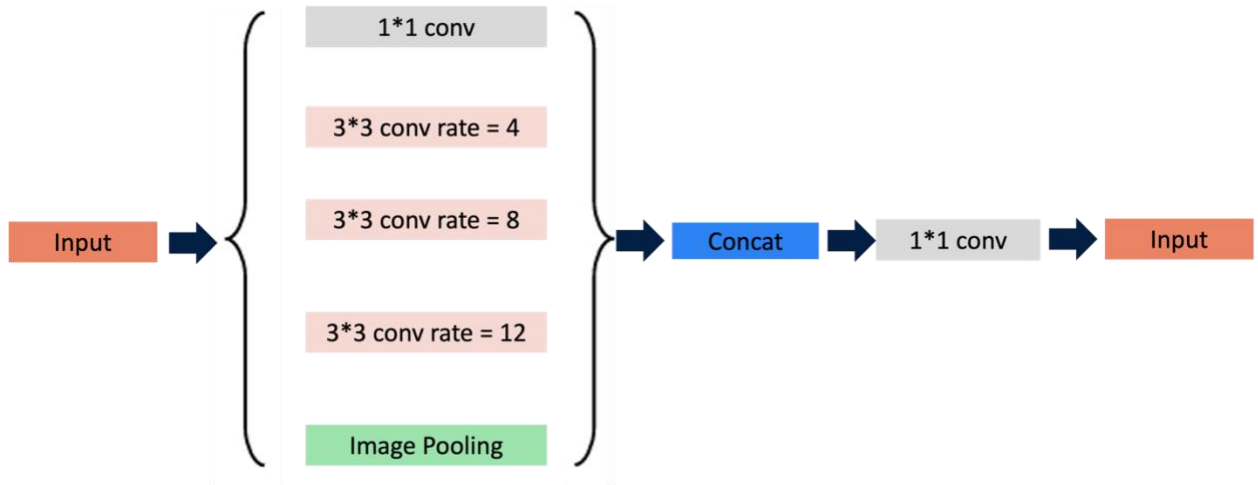 Input
1*1 conv
3*3 conv rate = 4
3*3 conv rate = 8
3*3 conv rate = 12
Image Pooling
Concat
1*1 conv
Input